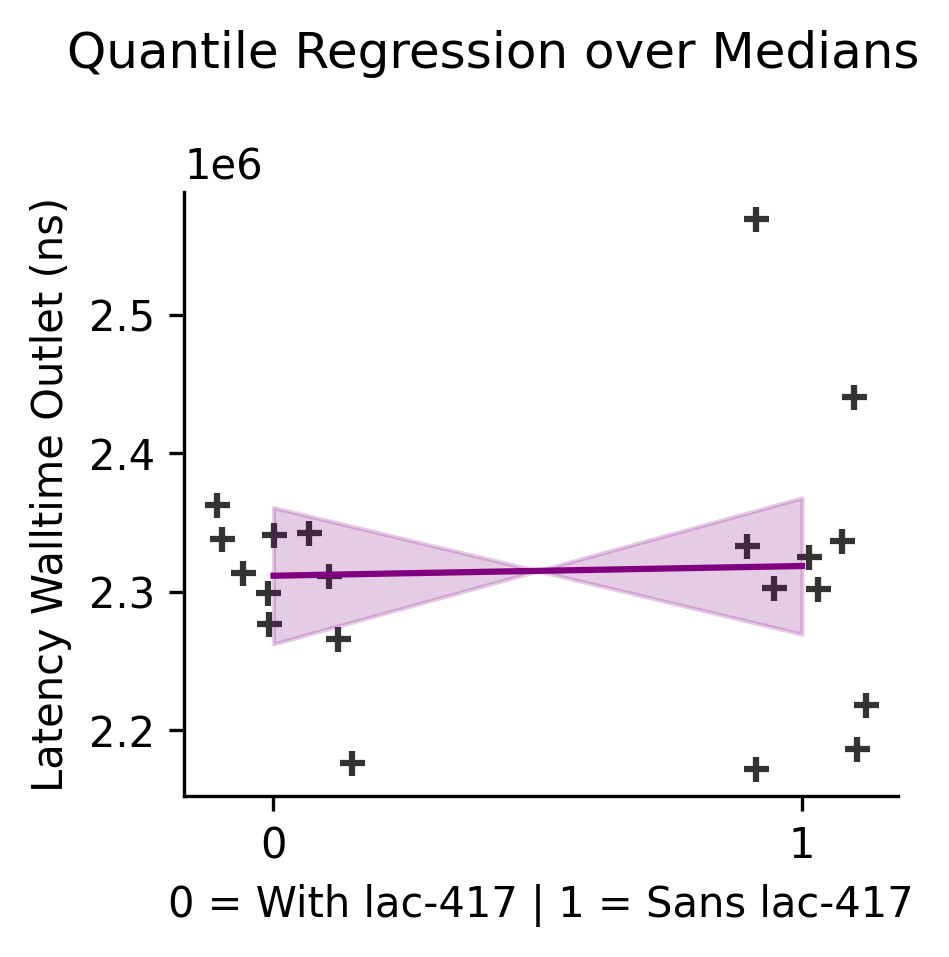 Quantile Regression over Medians
1e6
Latency Walltime Outlet (ns)
2.5
2.4
2.3
2.2
0 1
0 = With lac-417 | 1 = Sans lac-417